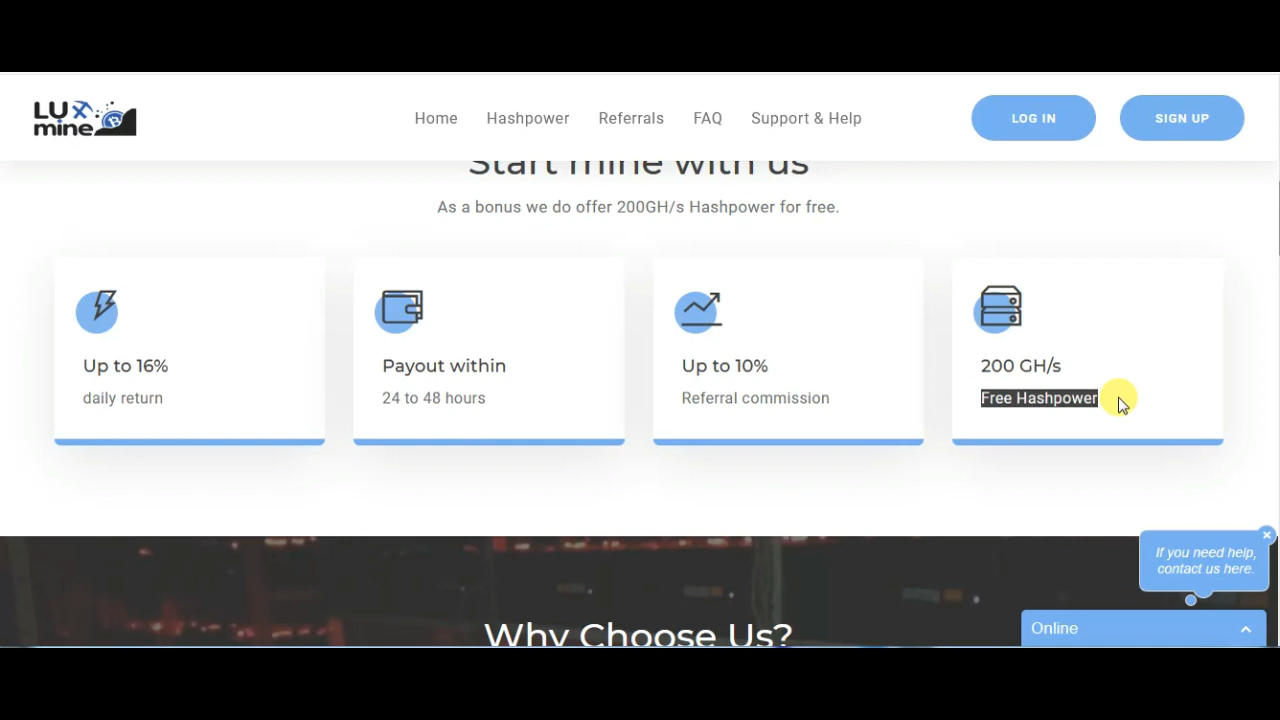 LUX
mine
Home
Hashpower
Referrals
FAQ
Support & Help
LOG IN
SIGN UP
Start mine with us
As a bonus we do offer 200GH/s Hashpower for free.
Up to 16%
daily return
Payout within
24 to 48 hours
Up to 10%
Referral commission
200 GH/s
Free Hashpower
If you need help,
contact us here.
Online
Why Choose Us?